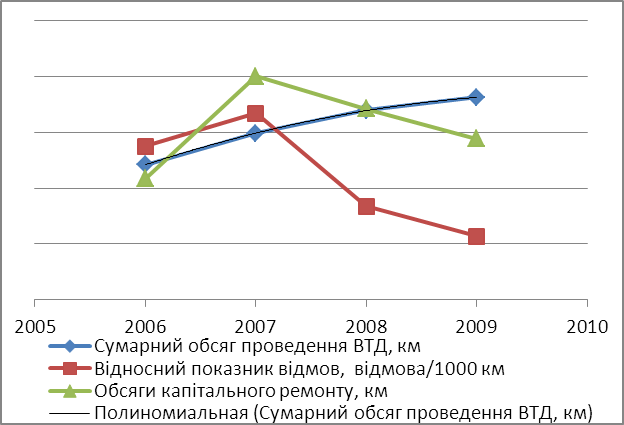 2005 2006 2007 2008 2009 2010
Сумарний обсяг проведення ВТД, км
Відносний показник відмов, відмова/1000 км
Обсяги капітального ремонту, км
Полиномиальная (Сумарний обсяг проведення ВТД, км)